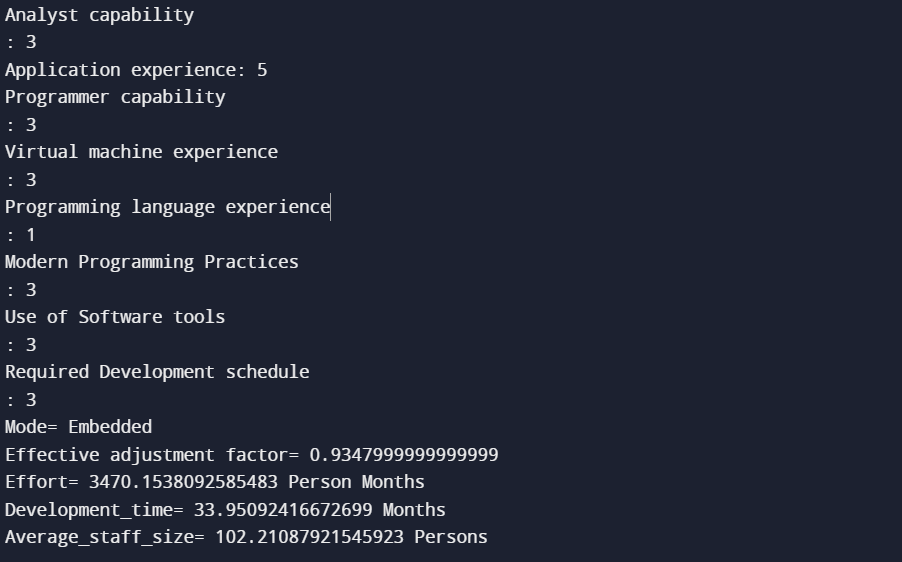 Analyst capability
: 3
Application experience: 5
Programmer capability
: 3
Virtual machine experience
: 3
Programming language experience
: 1
Modern Programming Practices
: 3
Use of Software tools
: 3
Required Development schedule
: 3
Mode= Embedded
Effective adjustment factor= 0.9347999999999999
Effort= 3470.1538092585483 Person Months
Development_time= 33.95092416672699 Months
Average_staff_size= 102.21087921545923 Persons